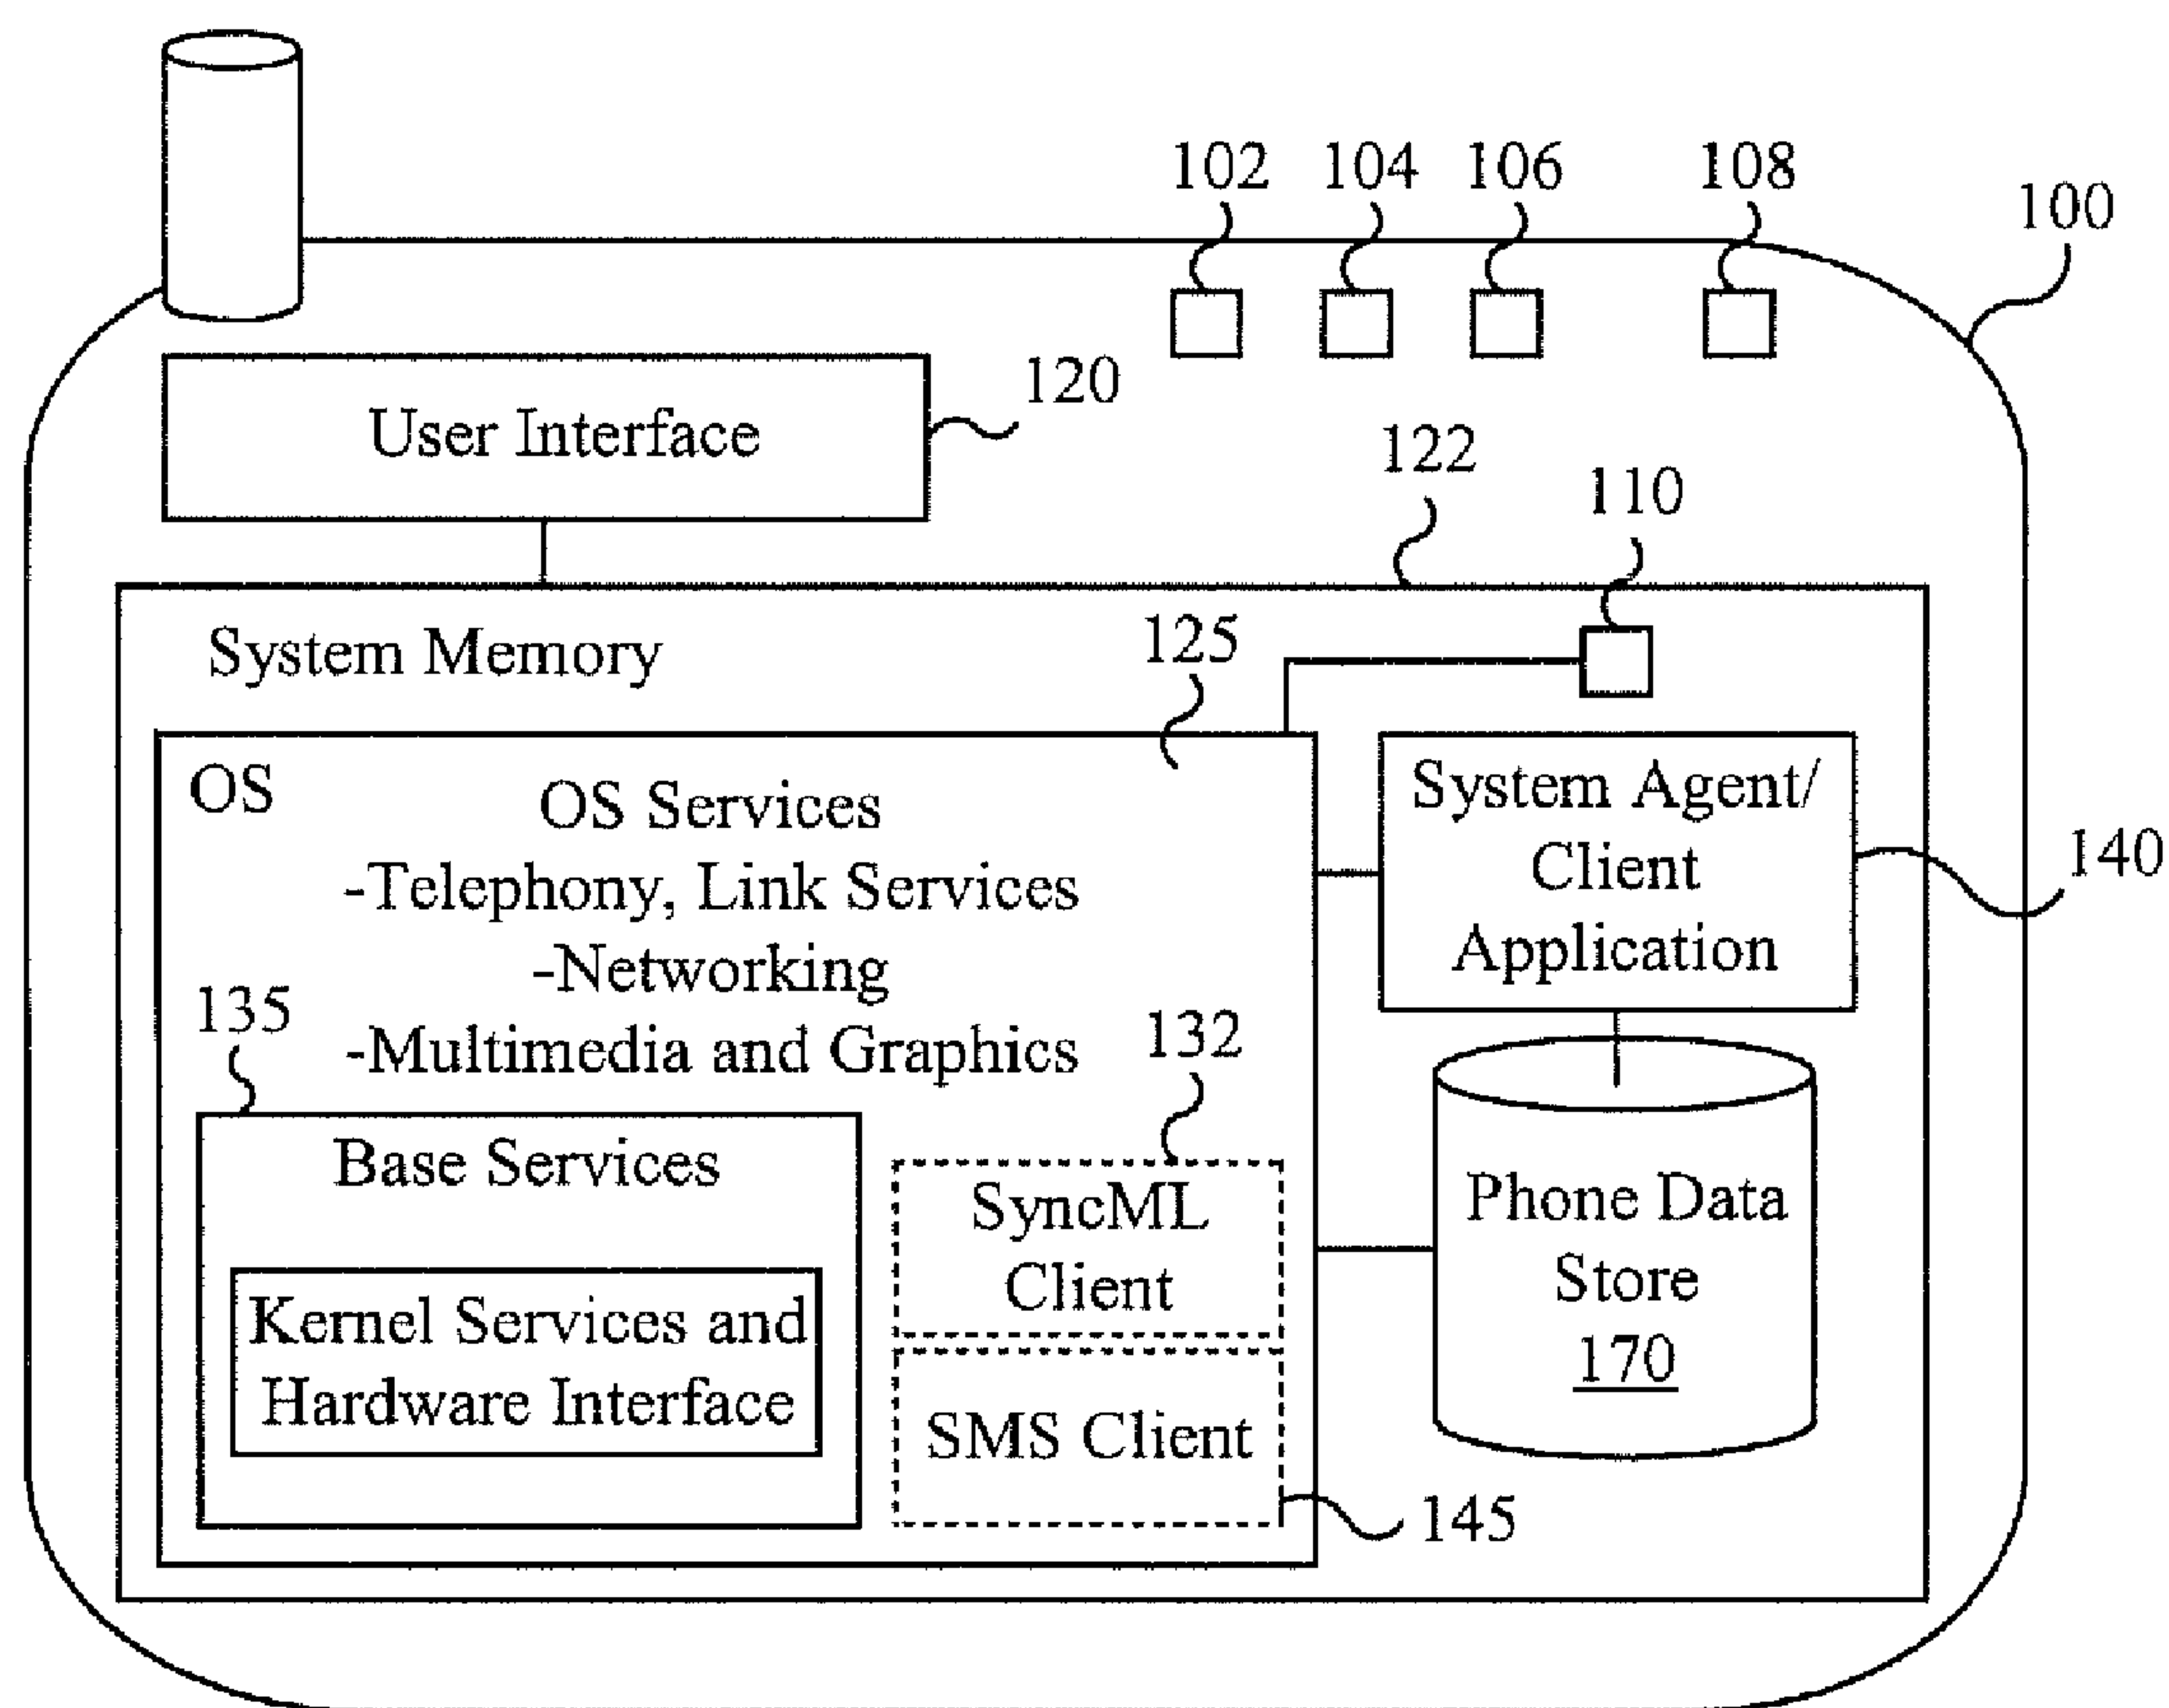 102 104 106 108
100
120
User Interface
122
110
System Memory
125
OS
OS Services
-Telephony, Link Services
-Networking
-Multimedia and Graphics
System Agent/
Client
Application
140
135
132
Base Services
Kernel Services and
Hardware Interface
SyncML
Client
SMS Client
145
Phone Data
Store
170